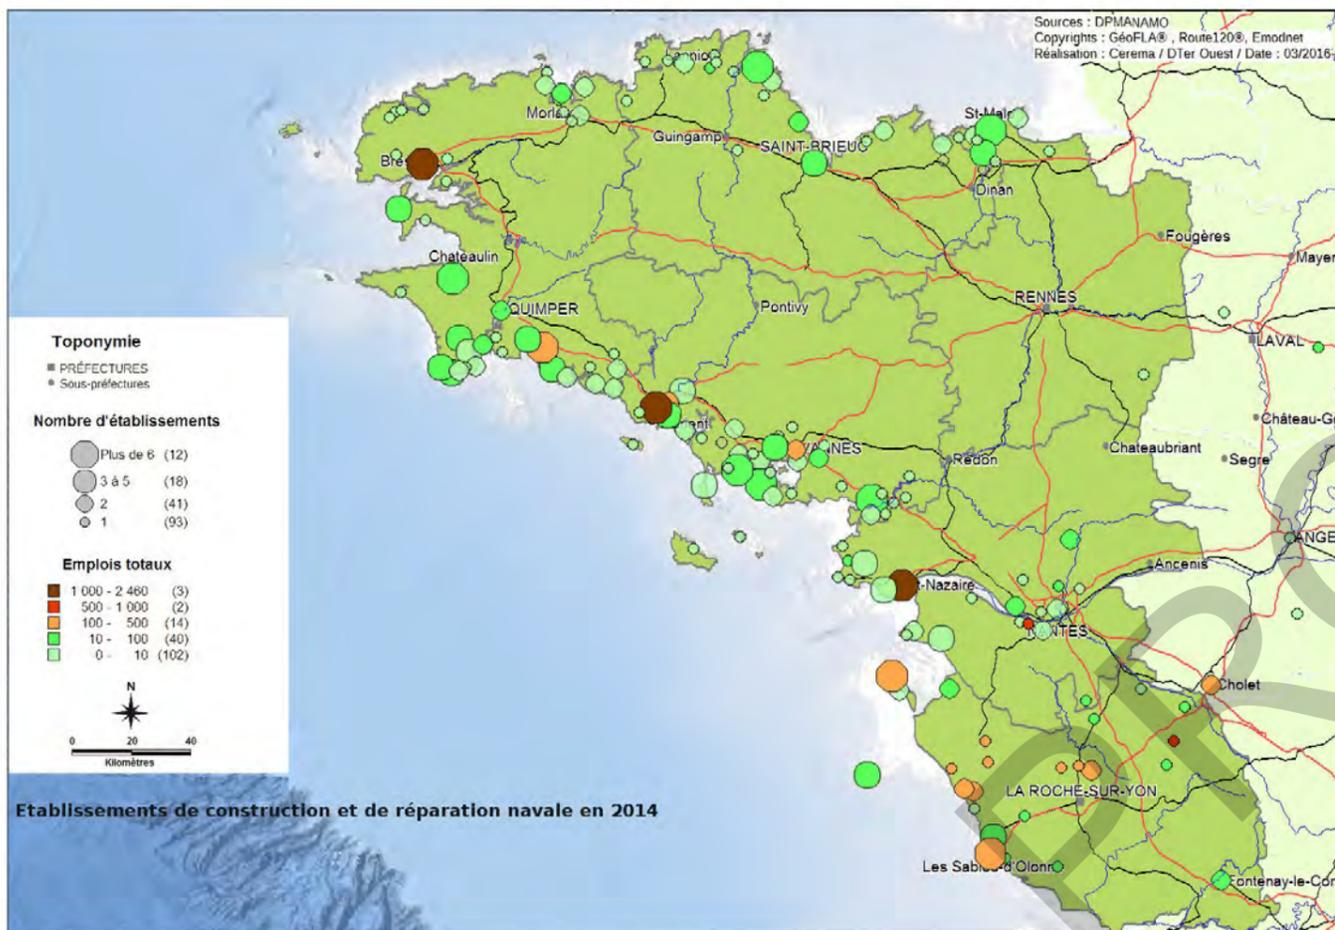 Sources : DPMANAMO
Copyrights : GéoFLA® , Route120®, Emodnet
Réalisation : Cerema / DTer Ouest / Date : 03/2016
Guingamp
SAINT-BRIEUC
Dinan
Fougères
Chateaulin
QUIMPER
Pontivy
RENNES
LAVAL
Chateaubriant
Redon
Segré
Ancenis
-Nazaire
Cholet
LA ROCHE-SUR-YON
Toponymie
PRÉFECTURES
Sous-préfectures
Nombre d'établissements
Plus de 6 (12)
3 à 5 (18)
2 (41)
1 (93)
Emplois totaux
1 000 - 2 460 (3)
500 - 1 000 (2)
100 - 500 (14)
10 - 100 (40)
0 - 10 (102)
N
0 20 40
Kilomètres
Etablissements de construction et de réparation navale en 2014